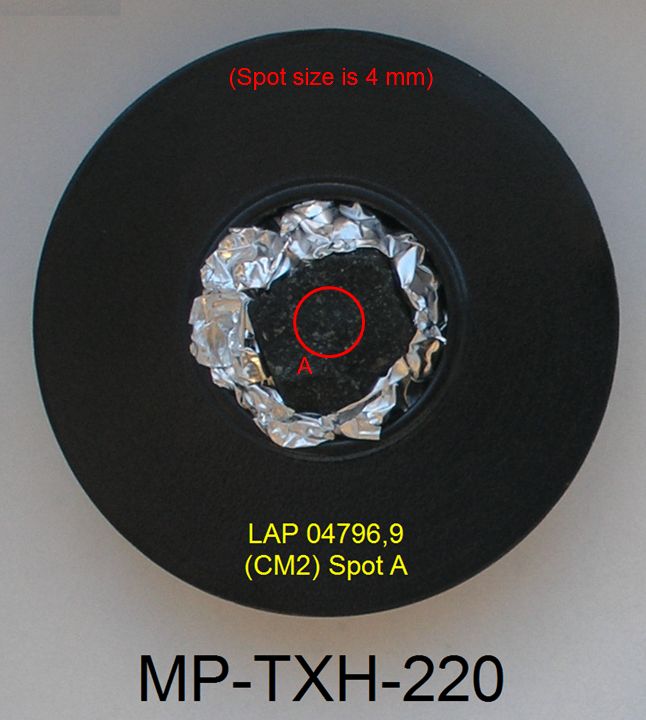 (Spot size is 4 mm)
A
LAP 04796,9
(CM2) Spot A
MP-TXH-220